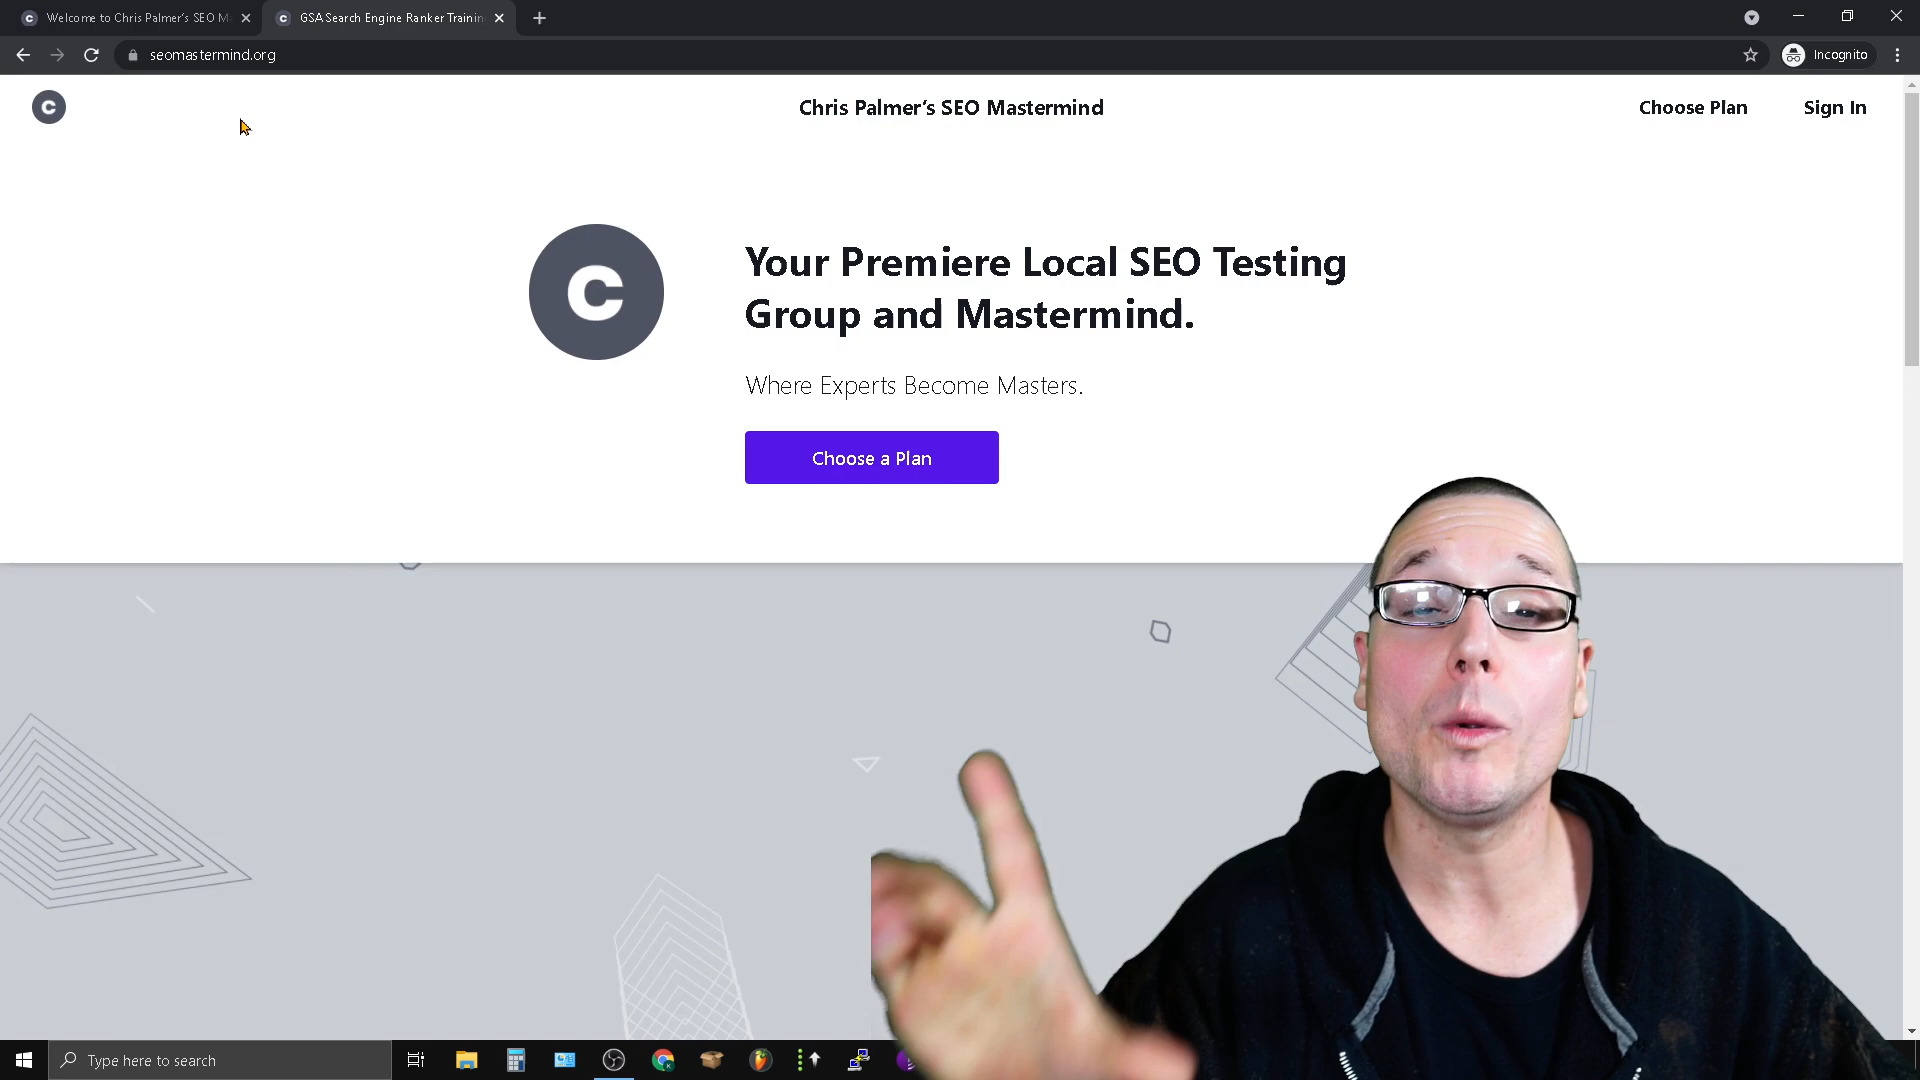 Welcome to Chris Palmer's SEO M
GSA Search Engine Ranker Trainin
seomastermind.org
Incognito
C
Chris Palmer's SEO Mastermind
Choose Plan
Sign In
C
Your Premiere Local SEO Testing
Group and Mastermind.
Where Experts Become Masters.
Choose a Plan
Type here to search